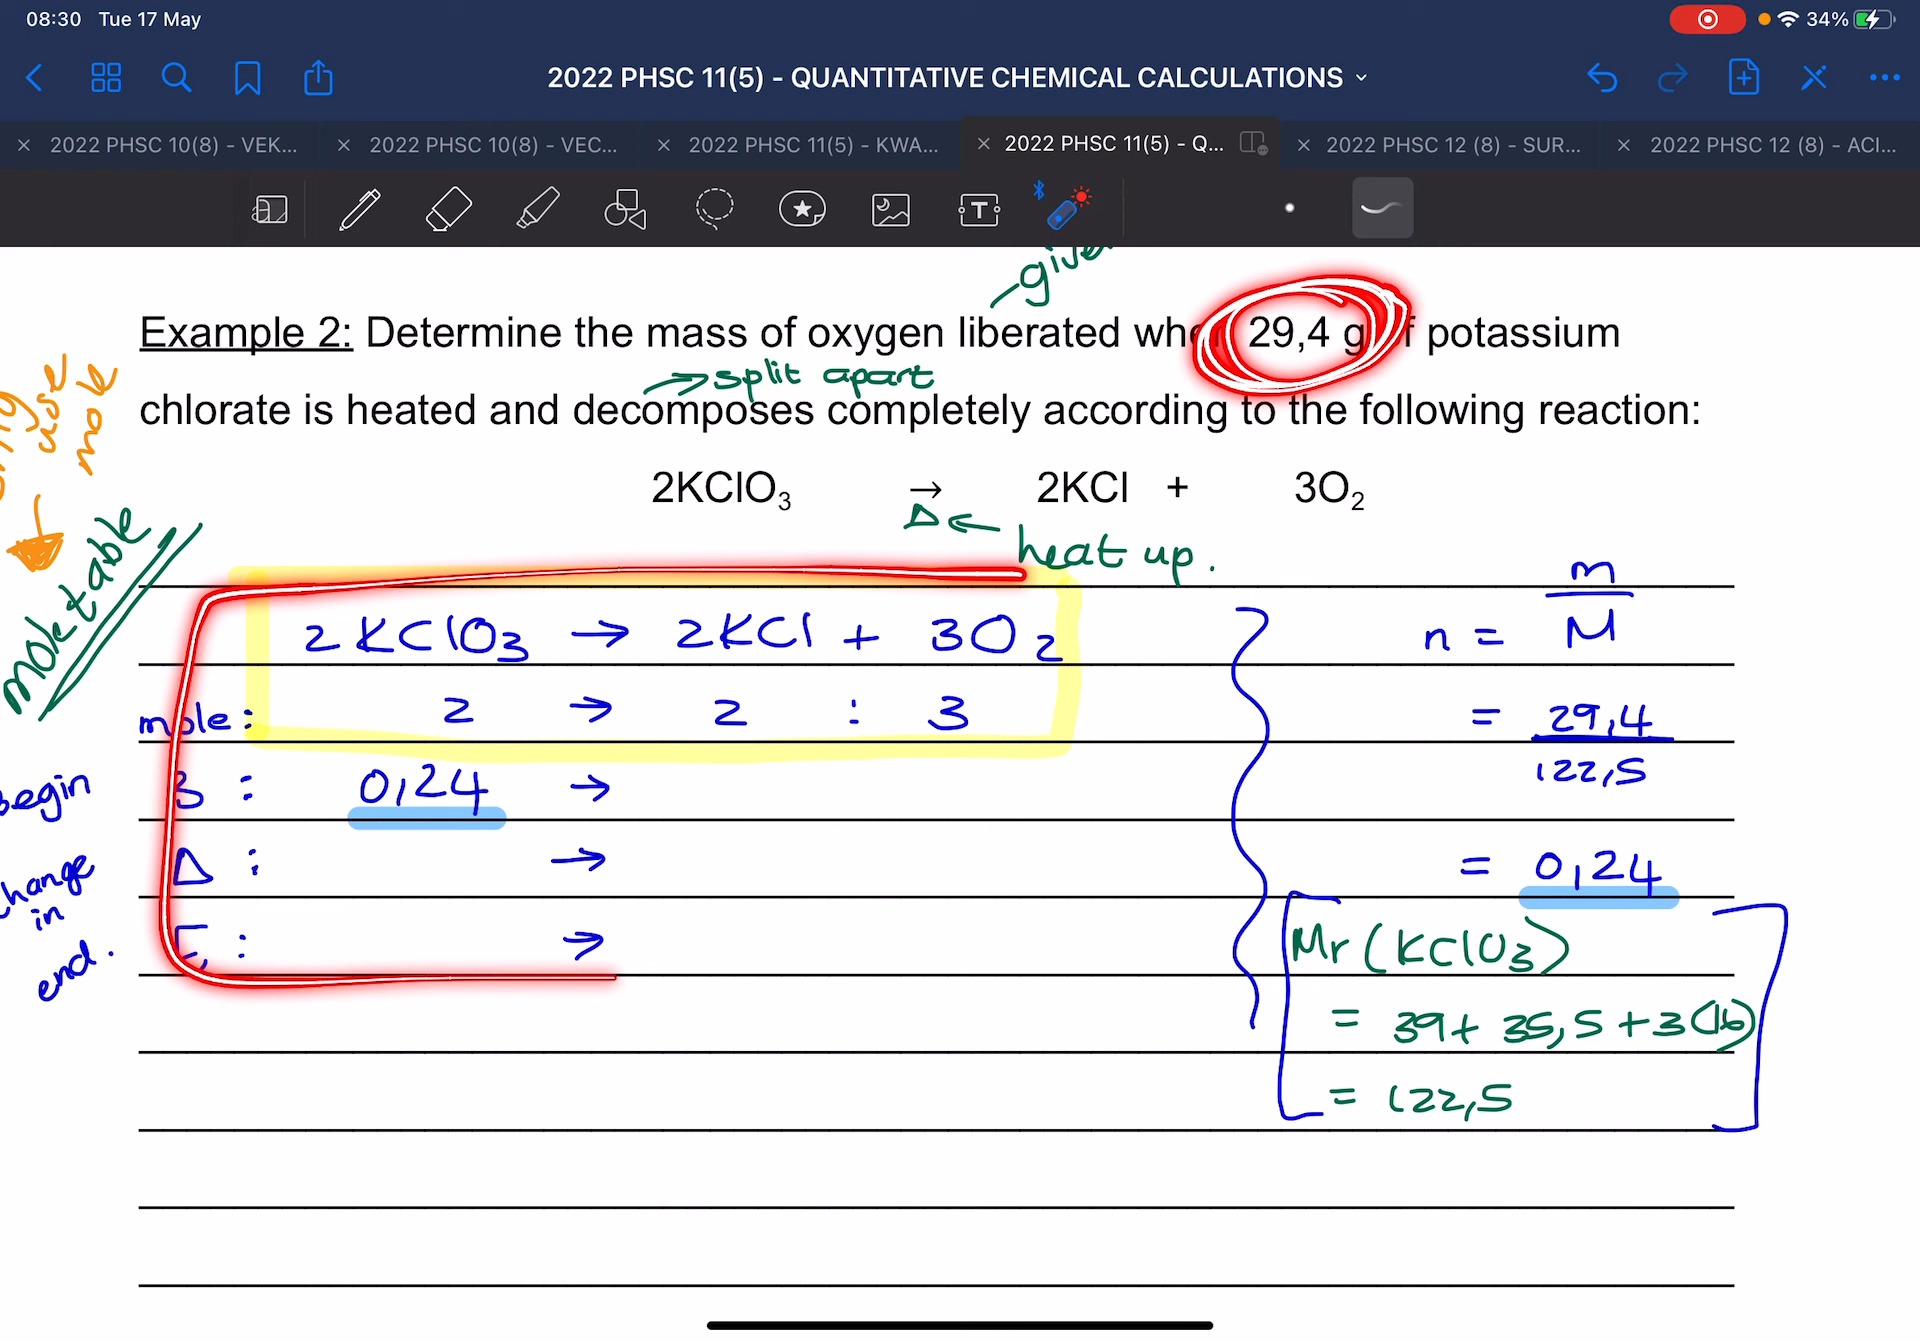 08:30 Tue 17 May
34%
2022 PHSC 11(5) - QUANTITATIVE CHEMICAL CALCULATIONS
2022 PHSC 10(8) - VEK...
2022 PHSC 10(8) - VEC...
2022 PHSC 11(5) - KWA...
2022 PHSC 11(5) - Q...
2022 PHSC 12 (8) - SUR...
2022 PHSC 12 (8) - ACI...
T
given
Example 2: Determine the mass of oxygen liberated 29,4 g potassium
→ split apart
chlorate is heated and decomposes completely according to the following reaction:
use
mole
2KClO₃ → 2KCl + 3O₂
Δ ←
heat up.
mole table
2KClO₃ → 2KCl + 3O₂
mole: 2 → 2 : 3
Begin B : 0,24 →
change in Δ : →
end. E : →
n = m/M
= 29,4/122,5
= 0,24
Mr (KClO₃)
= 39 + 35,5 + 3(16)
= 122,5